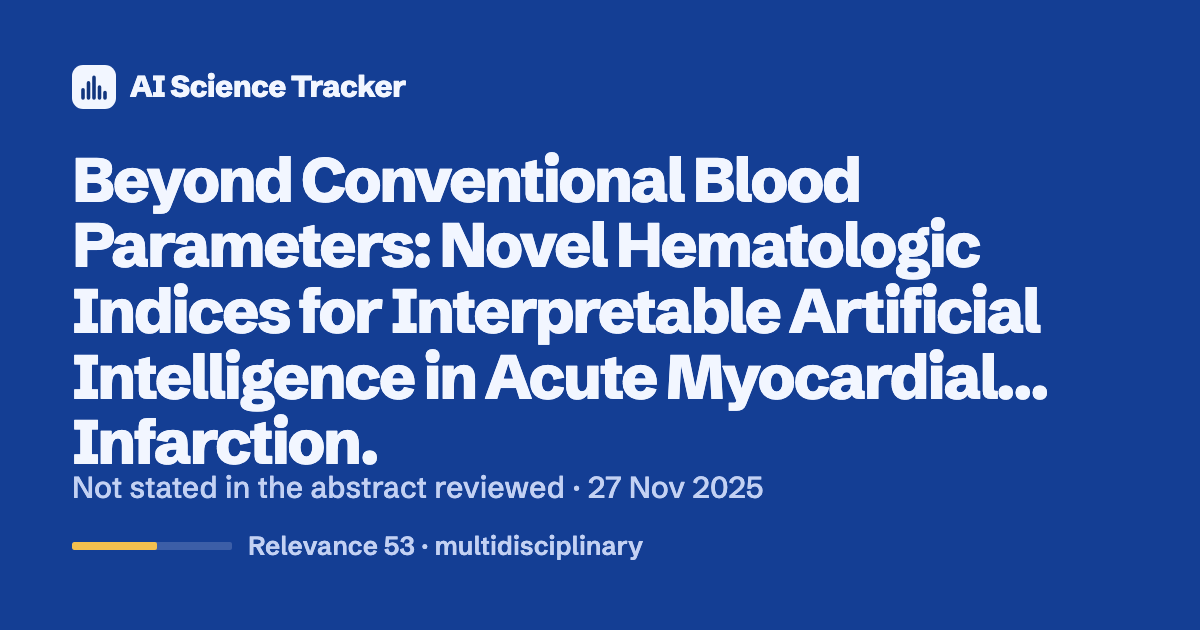 AI Science Tracker
Beyond Conventional Blood
Parameters: Novel Hematologic
Indices for Interpretable Artificial
Intelligence in Acute Myocardial...
Infarction.
Not stated in the abstract reviewed · 27 Nov 2025
Relevance 53 · multidisciplinary